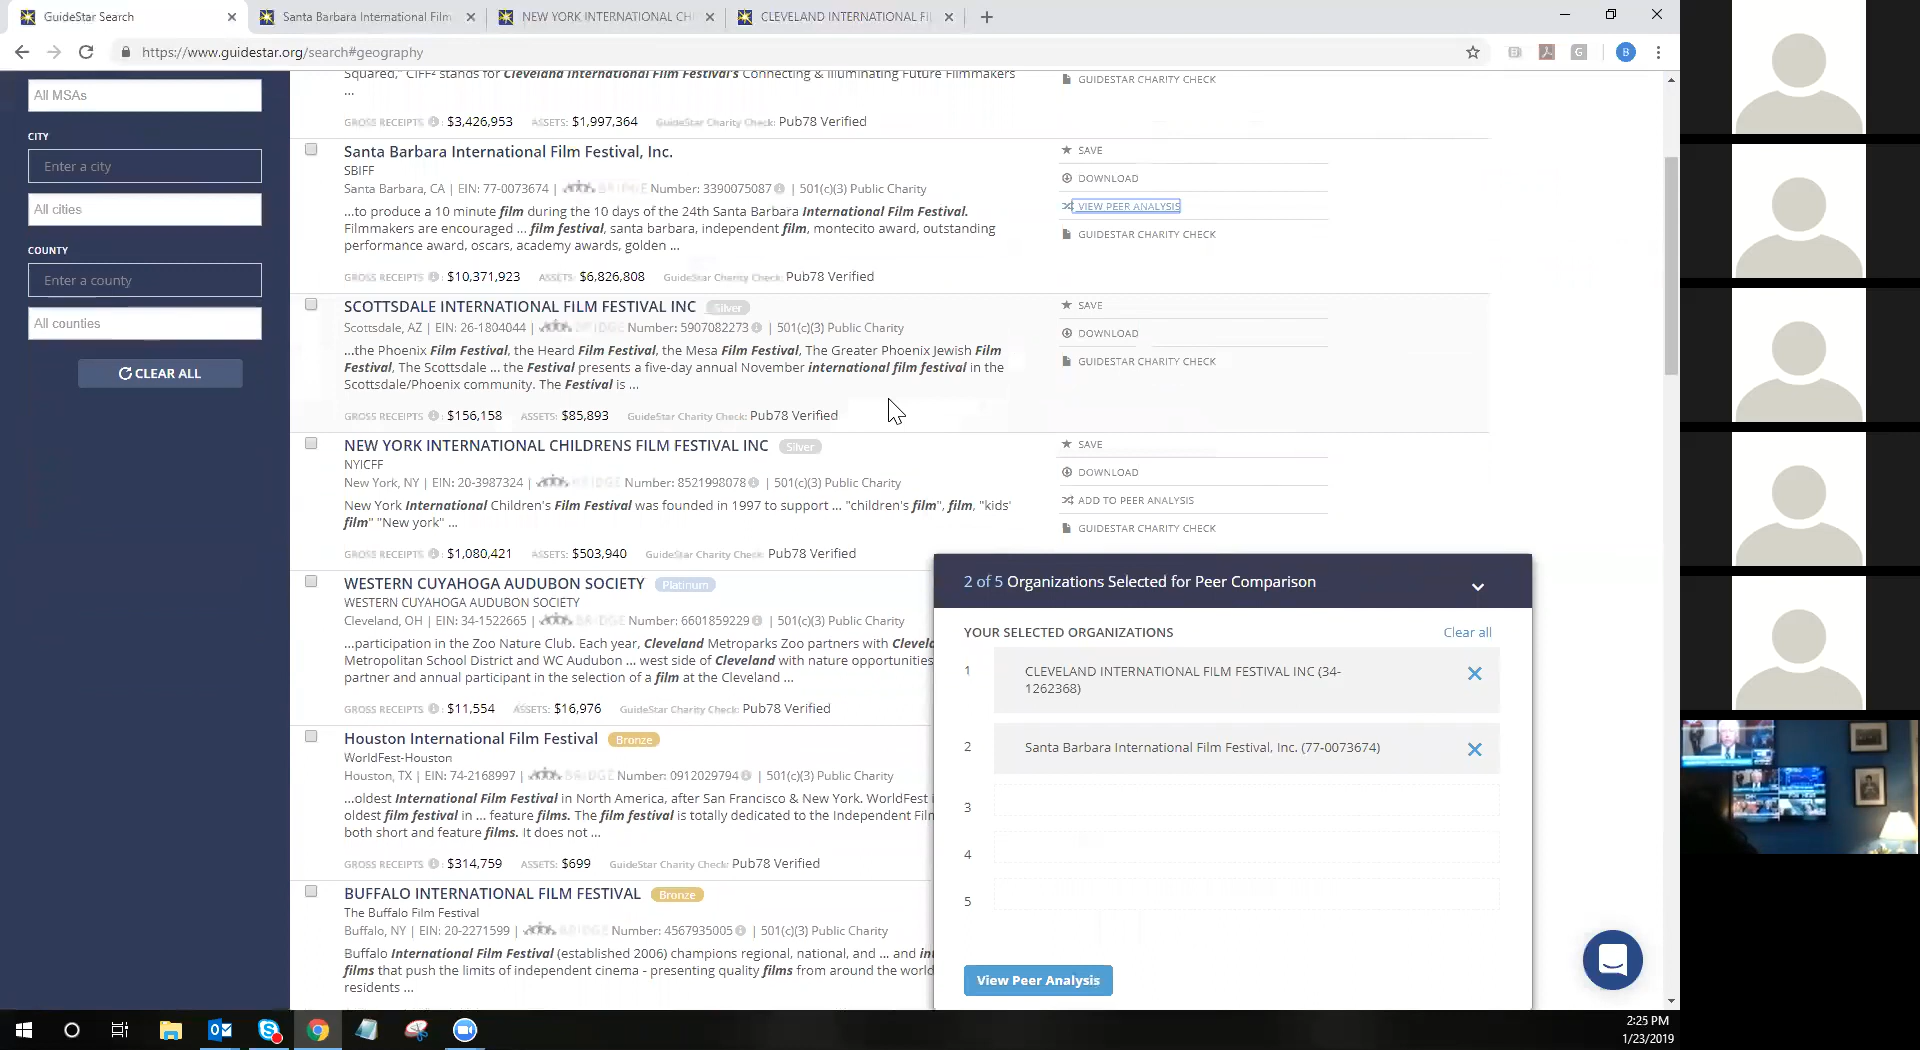 GuideStar Search
Santa Barbara International Film
NEW YORK INTERNATIONAL CH
CLEVELAND INTERNATIONAL FI
https://www.guidestar.org/search#geography
B
All MSAs
CITY
Enter a city
All cities
COUNTY
Enter a county
All counties
CLEAR ALL
Squared," CIFF² stands for Cleveland International Film Festival's Connecting & Illuminating Future Filmmakers
...
GROSS RECEIPTS : $3,426,953 ASSETS: $1,997,364 GuideStar Charity Check: Pub78 Verified
GUIDESTAR CHARITY CHECK
Santa Barbara International Film Festival, Inc.
SBIFF
Santa Barbara, CA | EIN: 77-0073674 | BRIDGE Number: 3390075087 | 501(c)(3) Public Charity
...to produce a 10 minute film during the 10 days of the 24th Santa Barbara International Film Festival.
Filmmakers are encouraged ... film festival, santa barbara, independent film, montecito award, outstanding
performance award, oscars, academy awards, golden ...
GROSS RECEIPTS : $10,371,923 ASSETS: $6,826,808 GuideStar Charity Check: Pub78 Verified
SAVE
DOWNLOAD
VIEW PEER ANALYSIS
GUIDESTAR CHARITY CHECK
SCOTTSDALE INTERNATIONAL FILM FESTIVAL INC Silver
Scottsdale, AZ | EIN: 26-1804044 | BRIDGE Number: 5907082273 | 501(c)(3) Public Charity
...the Phoenix Film Festival, the Heard Film Festival, the Mesa Film Festival, The Greater Phoenix Jewish Film
Festival, The Scottsdale ... the Festival presents a five-day annual November international film festival in the
Scottsdale/Phoenix community. The Festival is ...
GROSS RECEIPTS : $156,158 ASSETS: $85,893 GuideStar Charity Check: Pub78 Verified
SAVE
DOWNLOAD
GUIDESTAR CHARITY CHECK
NEW YORK INTERNATIONAL CHILDRENS FILM FESTIVAL INC Silver
NYICFF
New York, NY | EIN: 20-3987324 | BRIDGE Number: 8521998078 | 501(c)(3) Public Charity
New York International Children's Film Festival was founded in 1997 to support ... "children's film", film, "kids'
film" "New york" ...
GROSS RECEIPTS : $1,080,421 ASSETS: $503,940 GuideStar Charity Check: Pub78 Verified
SAVE
DOWNLOAD
ADD TO PEER ANALYSIS
GUIDESTAR CHARITY CHECK
WESTERN CUYAHOGA AUDUBON SOCIETY Platinum
WESTERN CUYAHOGA AUDUBON SOCIETY
Cleveland, OH | EIN: 34-1522665 | BRIDGE Number: 6601859229 | 501(c)(3) Public Charity
...participation in the Zoo Nature Club. Each year, Cleveland Metroparks Zoo partners with Clevel
Metropolitan School District and WC Audubon ... west side of Cleveland with nature opportunities
partner and annual participant in the selection of a film at the Cleveland ...
GROSS RECEIPTS : $11,554 ASSETS: $16,976 GuideStar Charity Check: Pub78 Verified
Houston International Film Festival Bronze
WorldFest-Houston
Houston, TX | EIN: 74-2168997 | BRIDGE Number: 0912029794 | 501(c)(3) Public Charity
...oldest International Film Festival in North America, after San Francisco & New York. WorldFest i
oldest film festival in ... feature films. The film festival is totally dedicated to the Independent Film
both short and feature films. It does not ...
GROSS RECEIPTS : $314,759 ASSETS: $699 GuideStar Charity Check: Pub78 Verified
BUFFALO INTERNATIONAL FILM FESTIVAL Bronze
The Buffalo Film Festival
Buffalo, NY | EIN: 20-2271599 | BRIDGE Number: 4567935005 | 501(c)(3) Public Charity
Buffalo International Film Festival (established 2006) champions regional, national, and ... and in
films that push the limits of independent cinema - presenting quality films from around the world
residents ...
2 of 5 Organizations Selected for Peer Comparison
YOUR SELECTED ORGANIZATIONS Clear all
1 CLEVELAND INTERNATIONAL FILM FESTIVAL INC (34-
1262368)
2 Santa Barbara International Film Festival, Inc. (77-0073674)
3
4
5
View Peer Analysis
2:25 PM
1/23/2019